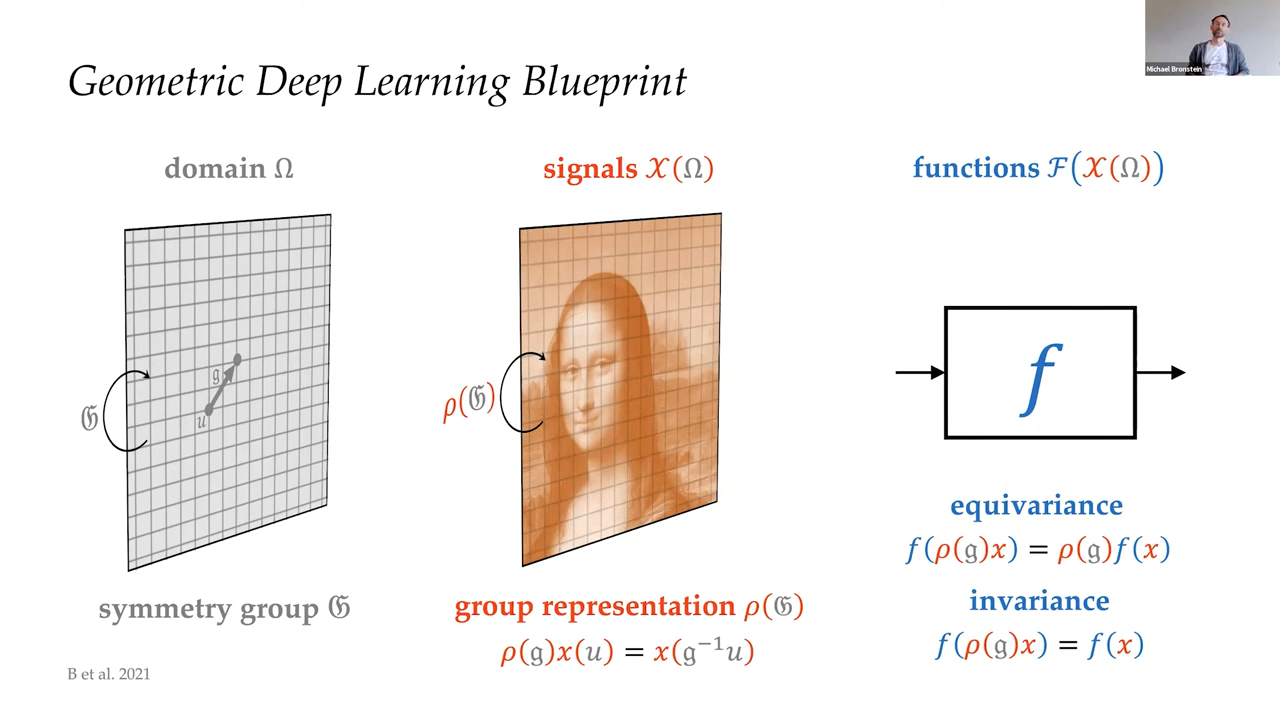 Michael Bronstein
Geometric Deep Learning Blueprint
domain Ω
signals 𝒳(Ω)
functions ℱ(𝒳(Ω))
𝔊
𝔤
u
ρ(𝔊)
f
equivariance
f(ρ(𝔤)x) = ρ(𝔤)f(x)
invariance
f(ρ(𝔤)x) = f(x)
symmetry group 𝔊
group representation ρ(𝔊)
ρ(𝔤)x(u) = x(𝔤⁻¹u)
B et al. 2021